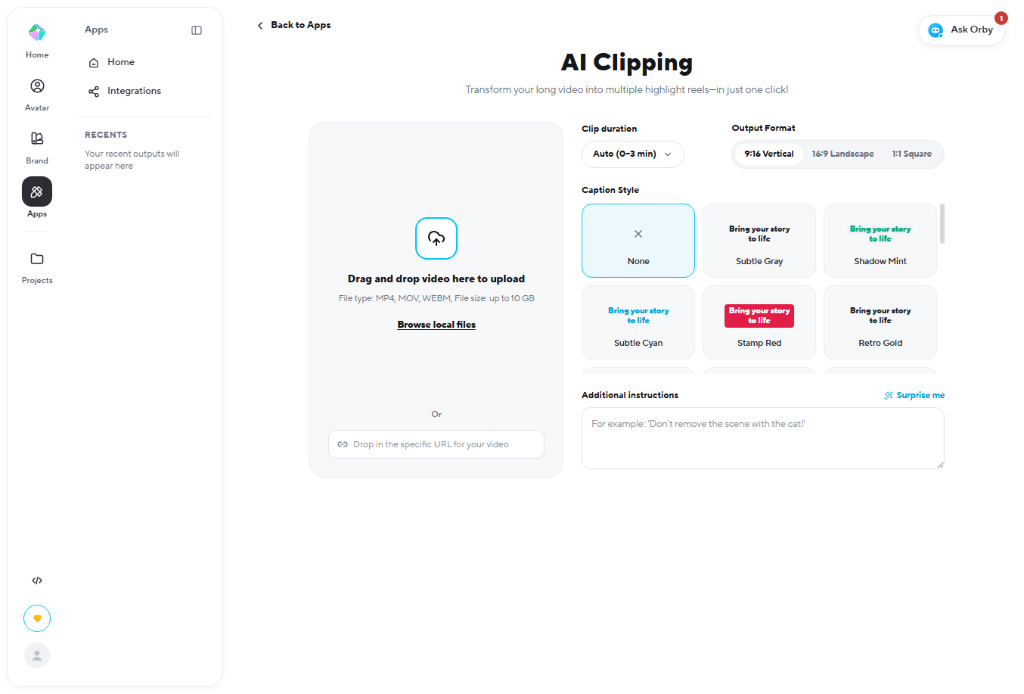 Home
Avatar
Brand
Apps
Projects
Apps
Home
Integrations
RECENTS
Your recent outputs will
appear here
Back to Apps
Ask Orby
1
AI Clipping
Transform your long video into multiple highlight reels—in just one click!
Drag and drop video here to upload
File type: MP4, MOV, WEBM, File size: up to 10 GB
Browse local files
Or
Drop in the specific URL for your video
Clip duration
Auto (0–3 min)
Output Format
9:16 Vertical
16:9 Landscape
1:1 Square
Caption Style
None
Bring your story
to life
Subtle Gray
Bring your story
to life
Shadow Mint
Bring your story
to life
Subtle Cyan
Bring your story
to life
Stamp Red
Bring your story
to life
Retro Gold
Additional instructions
Surprise me
For example: 'Don't remove the scene with the cat!'